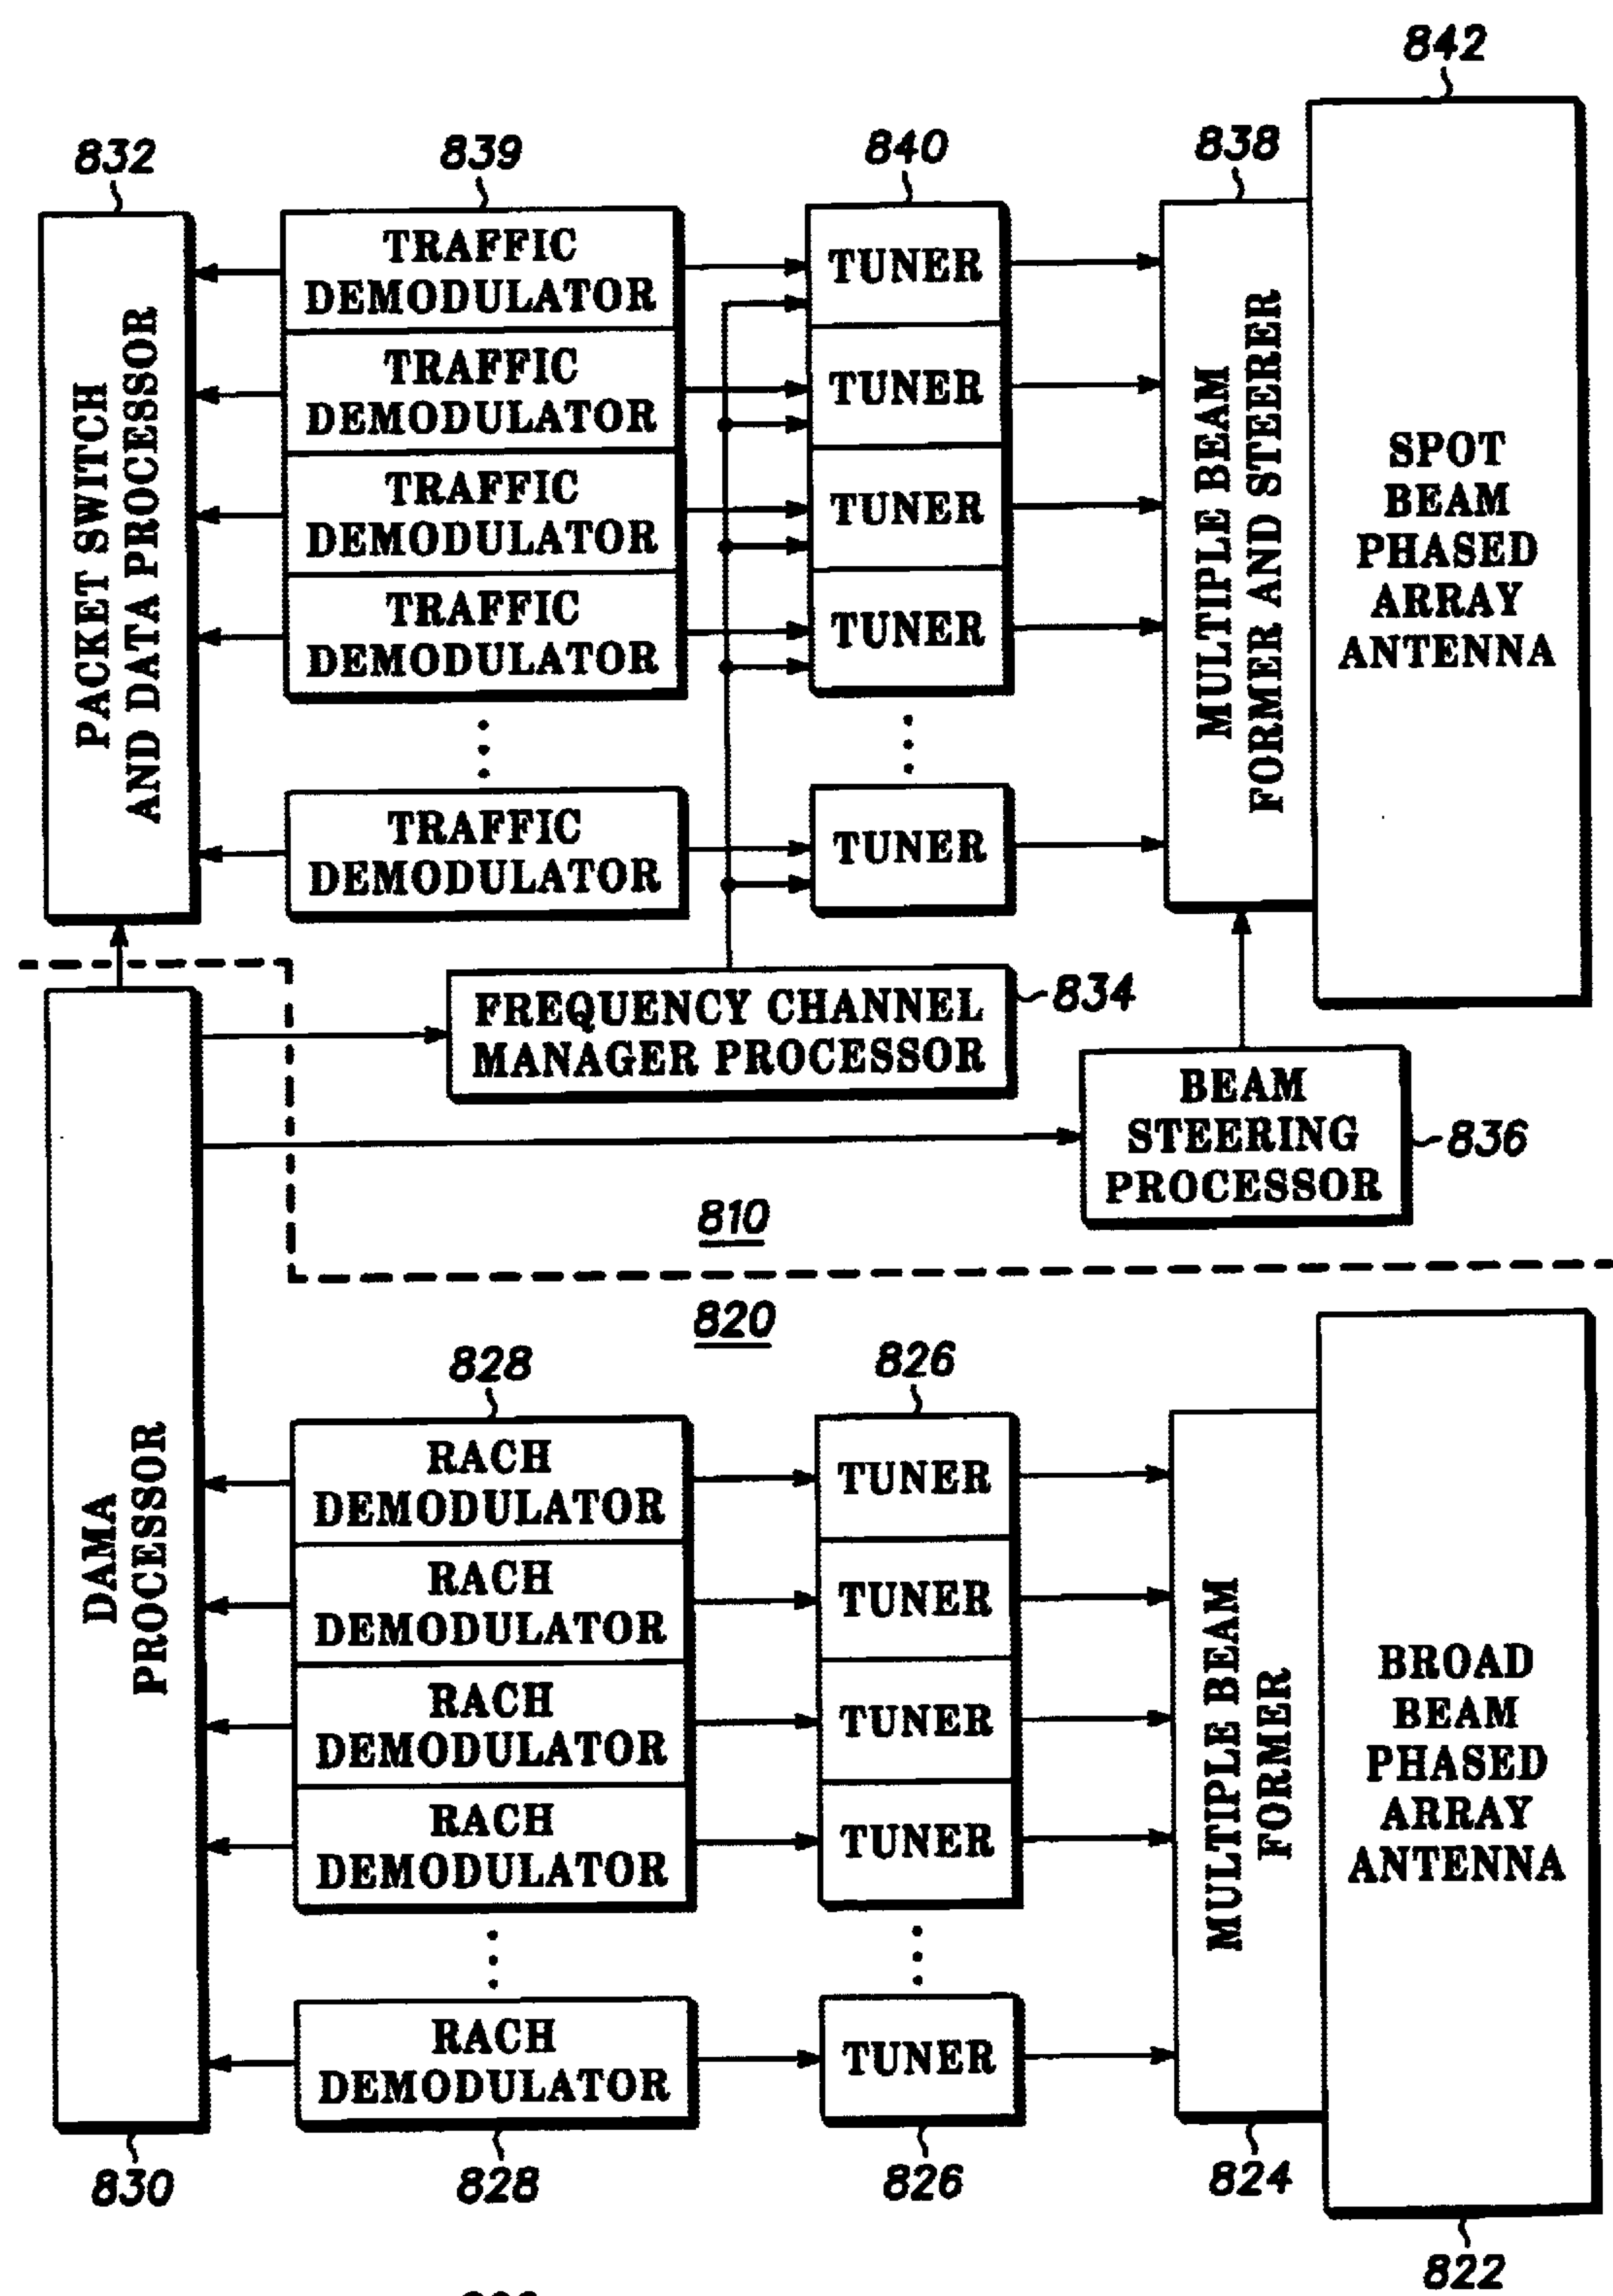 842
832
839
840
838
PACKET SWITCH
AND DATA PROCESSOR
TRAFFIC
DEMODULATOR
TRAFFIC
DEMODULATOR
TRAFFIC
DEMODULATOR
TRAFFIC
DEMODULATOR
TRAFFIC
DEMODULATOR
TUNER
TUNER
TUNER
TUNER
TUNER
MULTIPLE BEAM
FORMER AND STEERER
SPOT
BEAM
PHASED
ARRAY
ANTENNA
FREQUENCY CHANNEL
MANAGER PROCESSOR
834
BEAM
STEERING
PROCESSOR
836
810
820
828
826
DAMA
PROCESSOR
RACH
DEMODULATOR
RACH
DEMODULATOR
RACH
DEMODULATOR
RACH
DEMODULATOR
RACH
DEMODULATOR
TUNER
TUNER
TUNER
TUNER
TUNER
MULTIPLE BEAM
FORMER
BROAD
BEAM
PHASED
ARRAY
ANTENNA
830
828
826
824
822